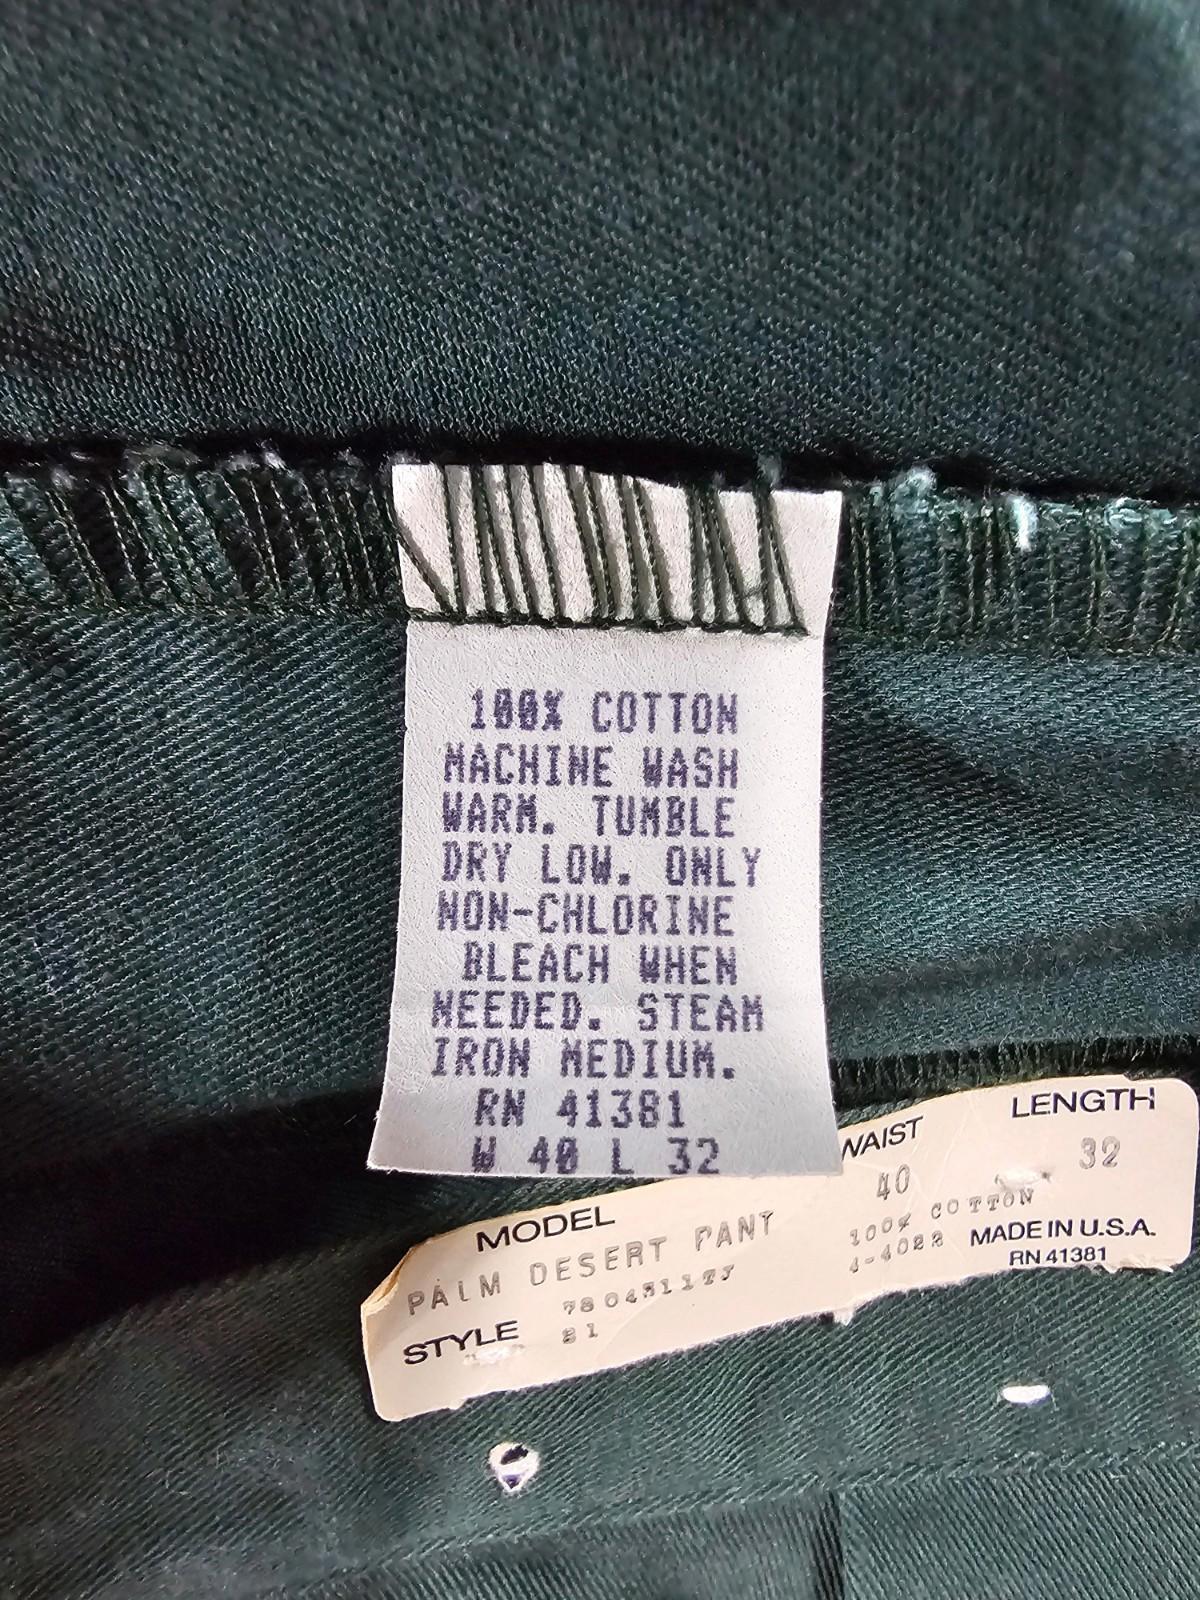 100% COTTON
MACHINE WASH
WARM. TUMBLE
DRY LOW. ONLY
NON-CHLORINE
BLEACH WHEN
NEEDED. STEAM
IRON MEDIUM.
RN 41381
W 40 L 32
WAIST LENGTH
40 32
MODEL
PALM DESERT PANT
100% COTTON
MADE IN U.S.A.
RN 41381
STYLE